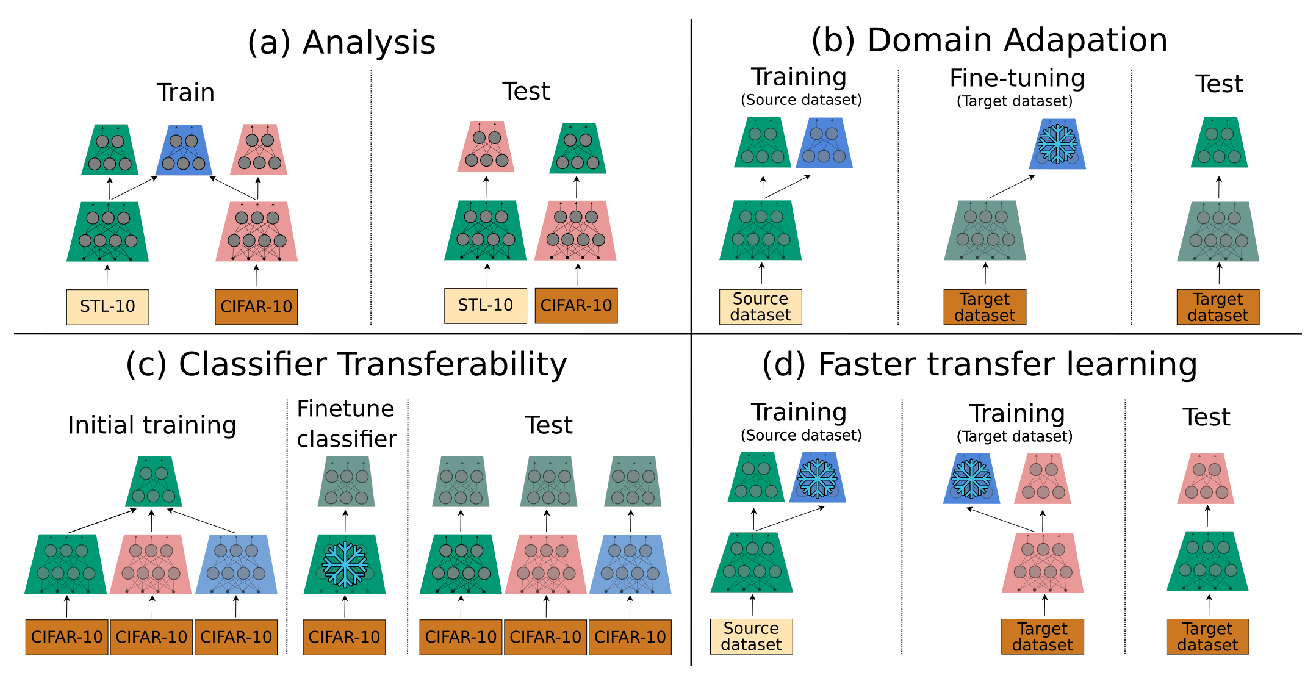 (a) Analysis
Train
Test
STL-10
CIFAR-10
STL-10
CIFAR-10
(b) Domain Adapation
Training
(Source dataset)
Fine-tuning
(Target dataset)
Test
Source
dataset
Target
dataset
Target
dataset
(c) Classifier Transferability
Initial training
Finetune
classifier
Test
CIFAR-10
CIFAR-10
CIFAR-10
CIFAR-10
CIFAR-10
CIFAR-10
CIFAR-10
(d) Faster transfer learning
Training
(Source dataset)
Training
(Target dataset)
Test
Source
dataset
Target
dataset
Target
dataset